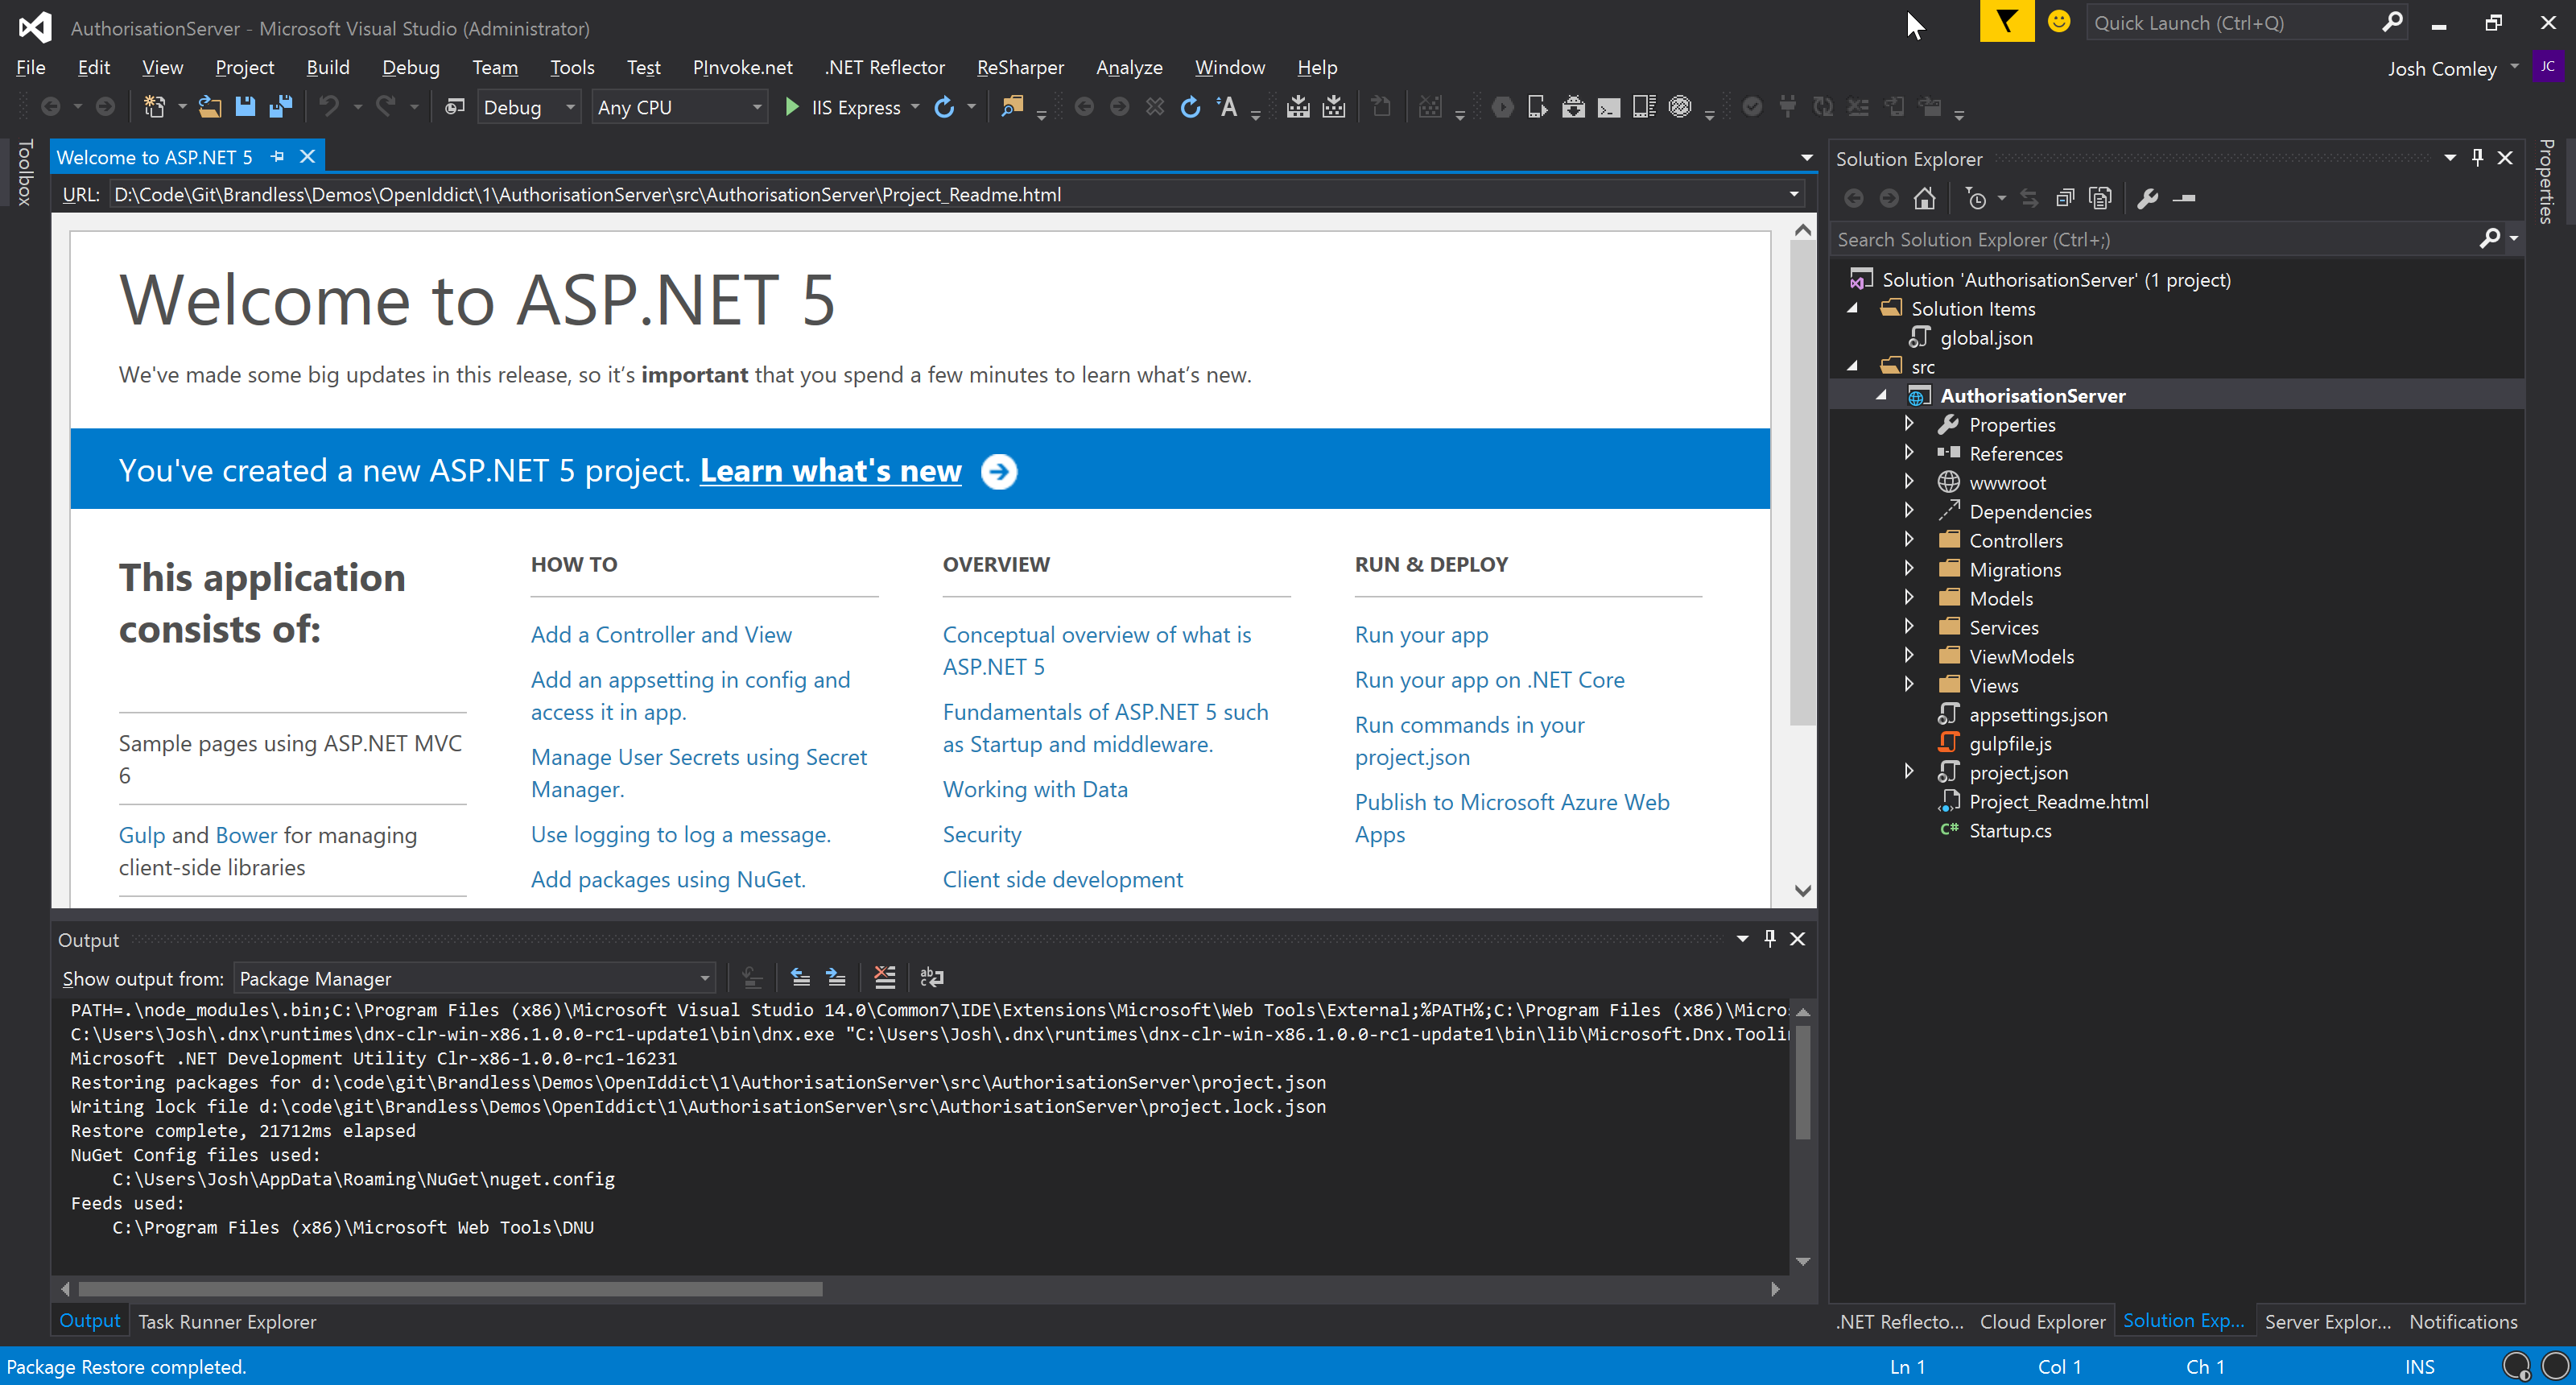 AuthorisationServer - Microsoft Visual Studio (Administrator)
Quick Launch (Ctrl+Q)
File Edit View Project Build Debug Team Tools Test PInvoke.net .NET Reflector ReSharper Analyze Window Help
Josh Comley JC
Debug Any CPU IIS Express
Toolbox
Welcome to ASP.NET 5
URL: D:\Code\Git\Brandless\Demos\OpenIddict\1\AuthorisationServer\src\AuthorisationServer\Project_Readme.html
Welcome to ASP.NET 5
We've made some big updates in this release, so it’s important that you spend a few minutes to learn what’s new.
You've created a new ASP.NET 5 project. Learn what's new
This application
consists of:
Sample pages using ASP.NET MVC
6
Gulp and Bower for managing
client-side libraries
HOW TO
Add a Controller and View
Add an appsetting in config and
access it in app.
Manage User Secrets using Secret
Manager.
Use logging to log a message.
Add packages using NuGet.
OVERVIEW
Conceptual overview of what is
ASP.NET 5
Fundamentals of ASP.NET 5 such
as Startup and middleware.
Working with Data
Security
Client side development
RUN & DEPLOY
Run your app
Run your app on .NET Core
Run commands in your
project.json
Publish to Microsoft Azure Web
Apps
Output
Show output from: Package Manager
PATH=.\node_modules\.bin;C:\Program Files (x86)\Microsoft Visual Studio 14.0\Common7\IDE\Extensions\Microsoft\Web Tools\External;%PATH%;C:\Program Files (x86)\Micros
C:\Users\Josh\.dnx\runtimes\dnx-clr-win-x86.1.0.0-rc1-update1\bin\dnx.exe "C:\Users\Josh\.dnx\runtimes\dnx-clr-win-x86.1.0.0-rc1-update1\bin\lib\Microsoft.Dnx.Toolin
Microsoft .NET Development Utility Clr-x86-1.0.0-rc1-16231
Restoring packages for d:\code\git\Brandless\Demos\OpenIddict\1\AuthorisationServer\src\AuthorisationServer\project.json
Writing lock file d:\code\git\Brandless\Demos\OpenIddict\1\AuthorisationServer\src\AuthorisationServer\project.lock.json
Restore complete, 21712ms elapsed
NuGet Config files used:
C:\Users\Josh\AppData\Roaming\NuGet\nuget.config
Feeds used:
C:\Program Files (x86)\Microsoft Web Tools\DNU
Output Task Runner Explorer
Solution Explorer
Search Solution Explorer (Ctrl+;)
Solution 'AuthorisationServer' (1 project)
Solution Items
global.json
src
AuthorisationServer
Properties
References
wwwroot
Dependencies
Controllers
Migrations
Models
Services
ViewModels
Views
appsettings.json
gulpfile.js
project.json
Project_Readme.html
C# Startup.cs
.NET Reflecto... Cloud Explorer Solution Exp... Server Explor... Notifications
Properties
Package Restore completed.
Ln 1 Col 1 Ch 1 INS